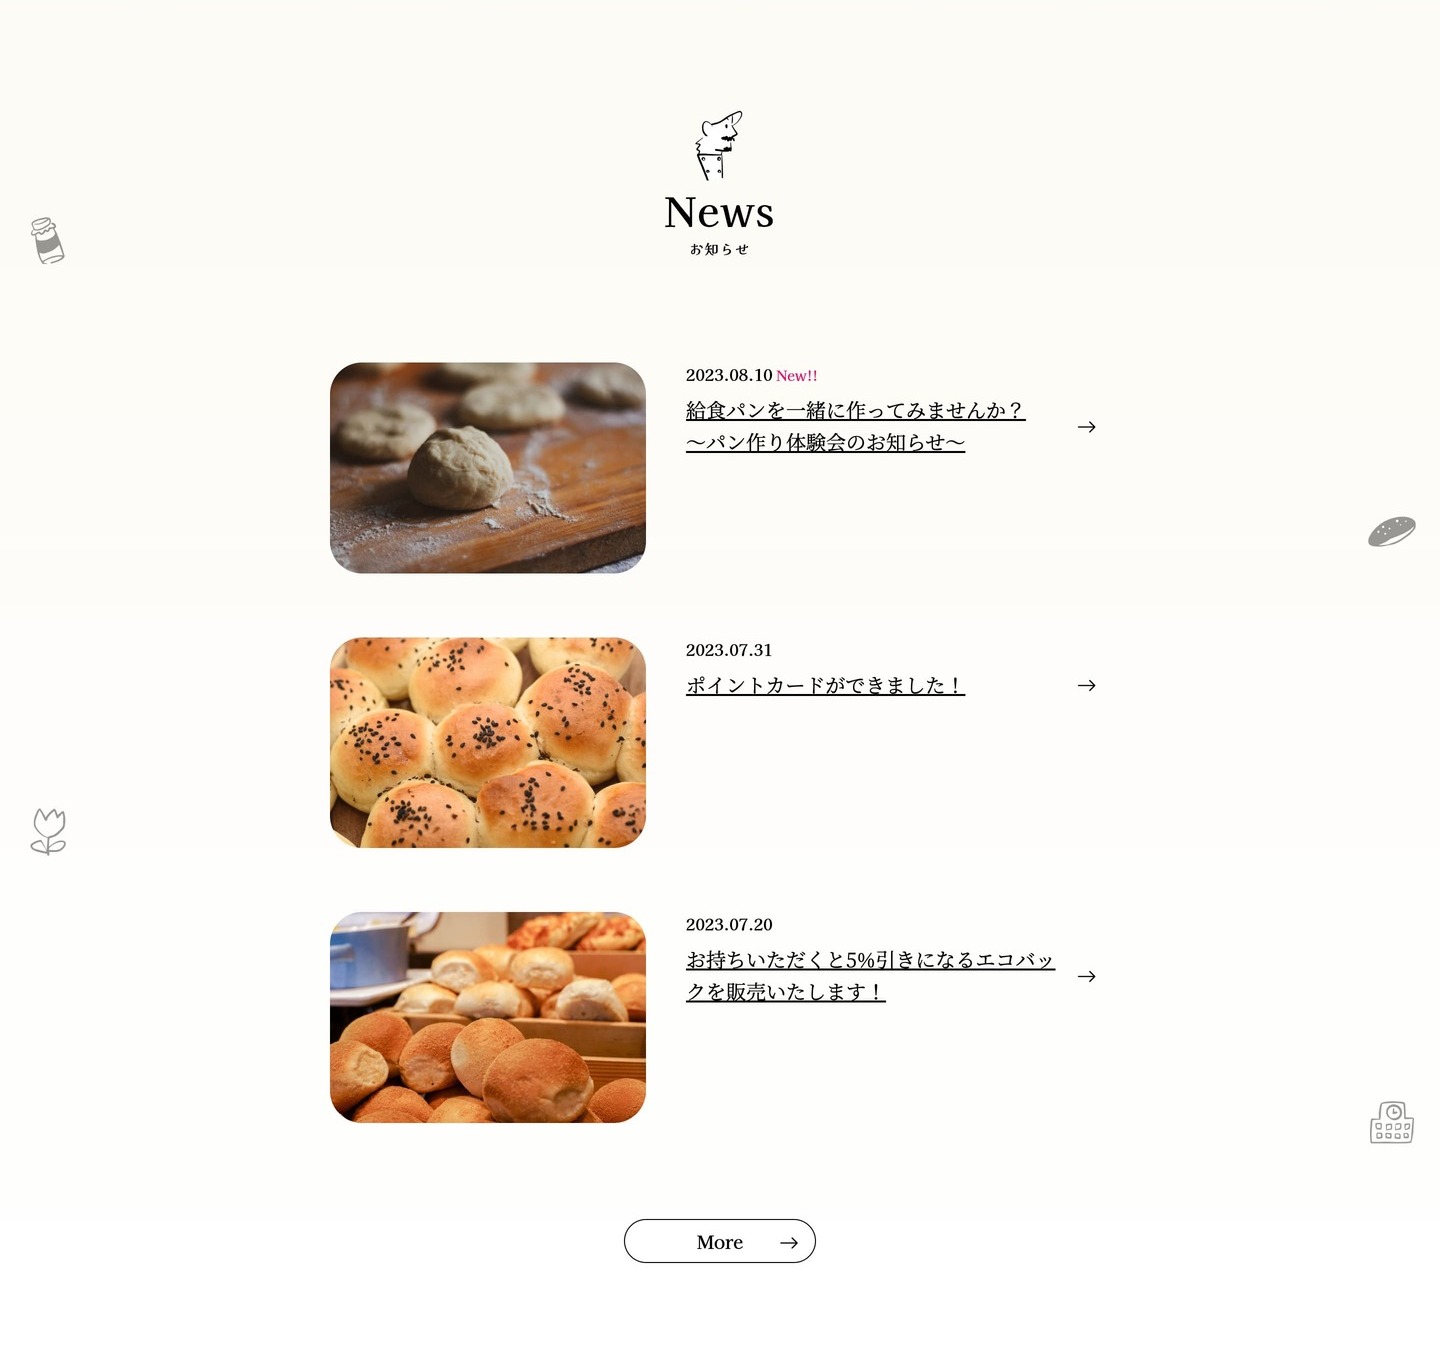 News
お知らせ
2023.08.10 New!!
給食パンを一緒に作ってみませんか？
〜パン作り体験会のお知らせ〜
2023.07.31
ポイントカードができました！
2023.07.20
お持ちいただくと5%引きになるエコバッ
クを販売いたします！
More